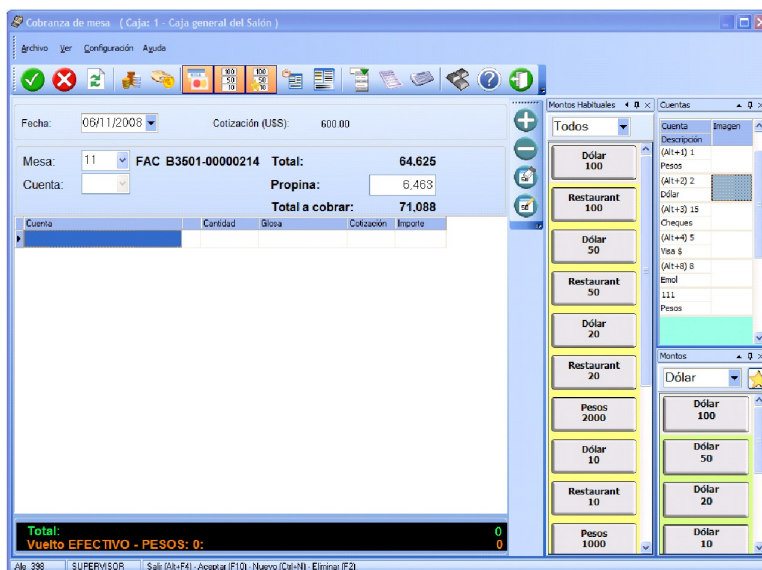 Cobranza de mesa ( Caja: 1 - Caja general del Salón )
Archivo Ver Configuración Ayuda
Fecha: 06/11/2008 Cotización (U$S): 600.00
Mesa: 11 FAC B3501-00000214 Total: 64.625
Cuenta: Propina: 6,463
Total a cobrar: 71.088
Cuenta Cantidad Glosa Cotización Importe
Total: 0
Vuelto EFECTIVO - PESOS: 0: 0
Montos Habituales
Todos
Dólar
100
Restaurant
100
Dólar
50
Restaurant
50
Dólar
20
Restaurant
20
Pesos
2000
Dólar
10
Restaurant
10
Pesos
1000
Cuentas
Cuenta Imagen
Descripción
(Alt+1) 1
Pesos
(Alt+2) 2
Dólar
(Alt+3) 15
Cheques
(Alt+4) 5
Visa $
(Alt+8) 8
Emol
111
Pesos
Montos
Dólar
Dólar
100
Dólar
50
Dólar
20
Dólar
10
Ale_398 SUPERVISOR Salir (Alt+F4) - Aceptar (F10) - Nuevo (Ctrl+N) - Eliminar (F2)